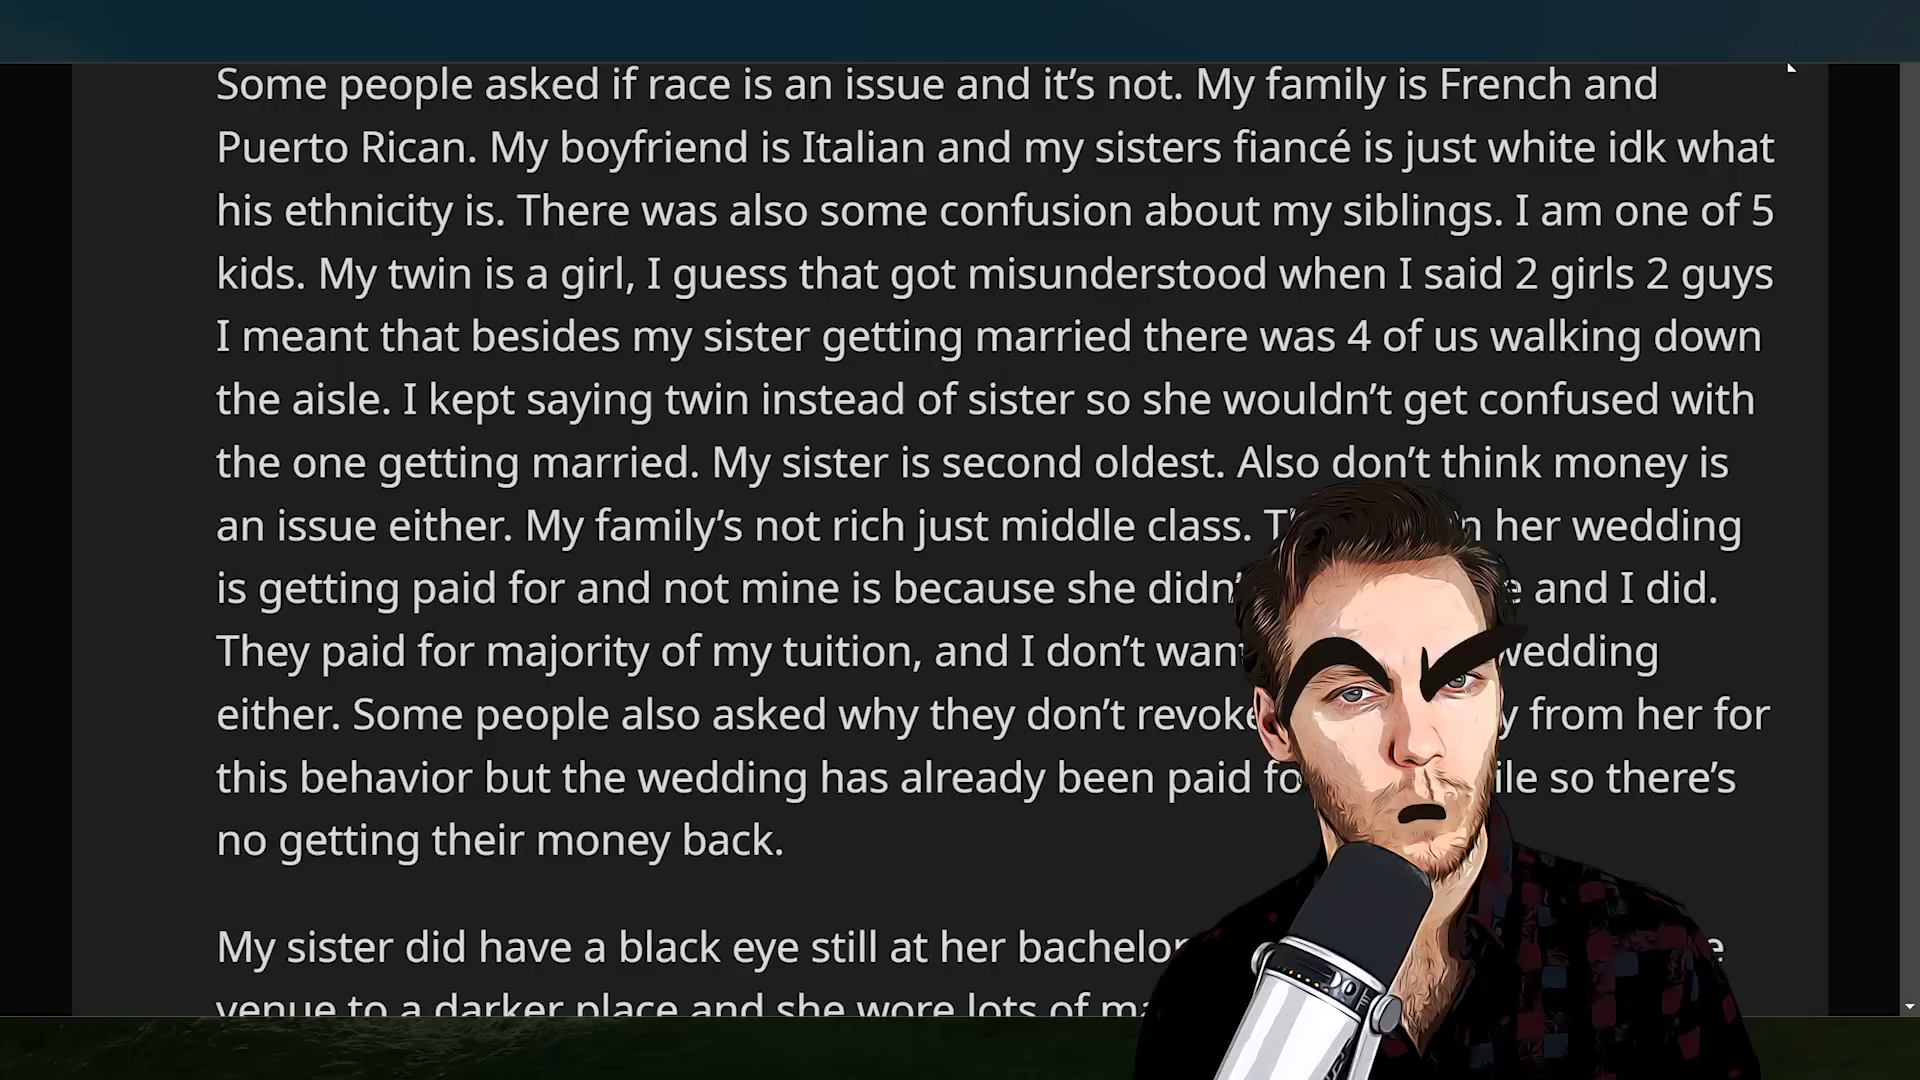 Some people asked if race is an issue and it’s not. My family is French and
Puerto Rican. My boyfriend is Italian and my sisters fiancé is just white idk what
his ethnicity is. There was also some confusion about my siblings. I am one of 5
kids. My twin is a girl, I guess that got misunderstood when I said 2 girls 2 guys
I meant that besides my sister getting married there was 4 of us walking down
the aisle. I kept saying twin instead of sister so she wouldn’t get confused with
the one getting married. My sister is second oldest. Also don’t think money is
an issue either. My family’s not rich just middle class. her wedding
is getting paid for and not mine is because she and I did.
They paid for majority of my tuition, and I don’t wedding
either. Some people also asked why they don’t from her for
this behavior but the wedding has already been paid so there’s
no getting their money back.
My sister did have a black eye still at her
venue to a darker place and she wore lots of